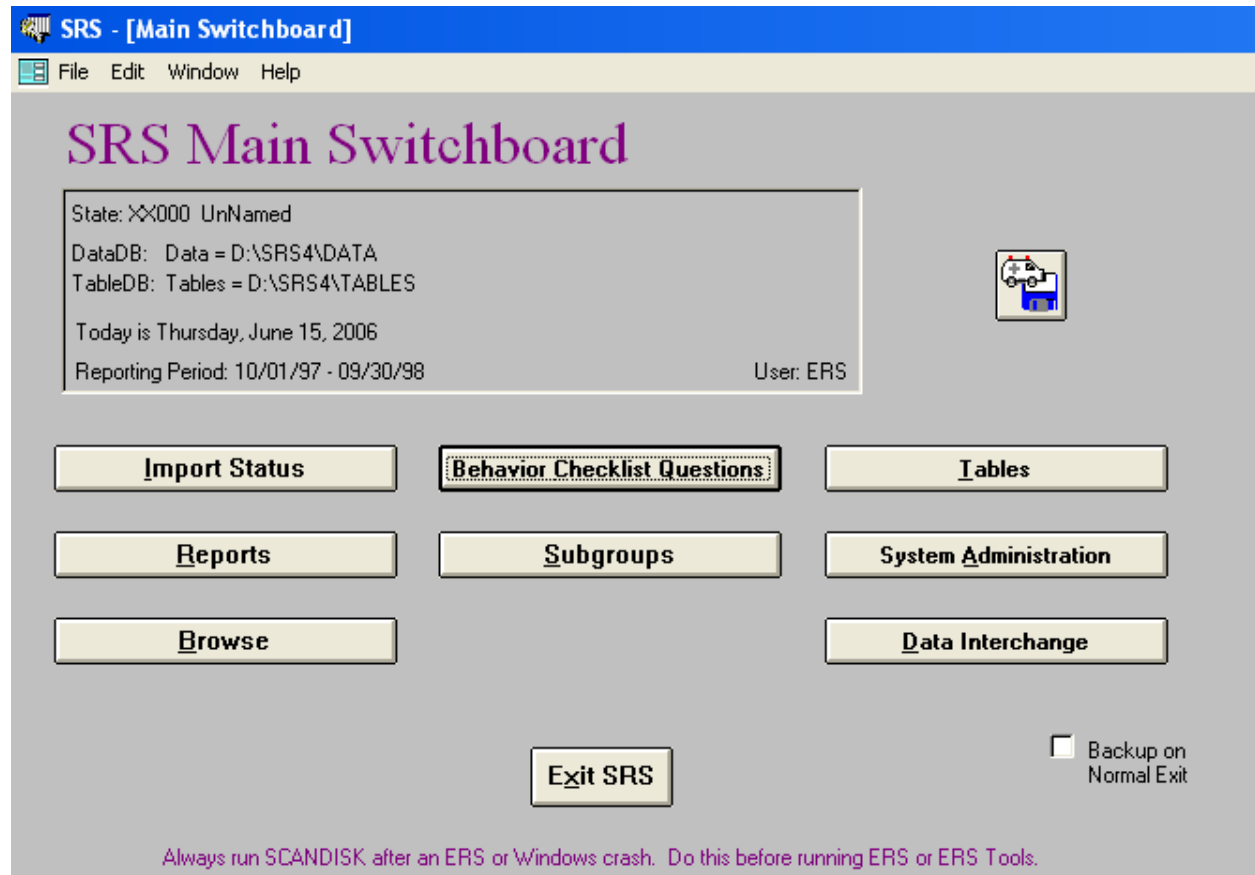 SRS - [Main Switchboard]
File Edit Window Help
SRS Main Switchboard
State: XX000 UnNamed
DataDB: Data = D:\SRS4\DATA
TableDB: Tables = D:\SRS4\TABLES
Today is Thursday, June 15, 2006
Reporting Period: 10/01/97 - 09/30/98 User: ERS
Import Status Behavior Checklist Questions Tables
Reports Subgroups System Administration
Browse Data Interchange
Exit SRS
Backup on
Normal Exit
Always run SCANDISK after an ERS or Windows crash. Do this before running ERS or ERS Tools.